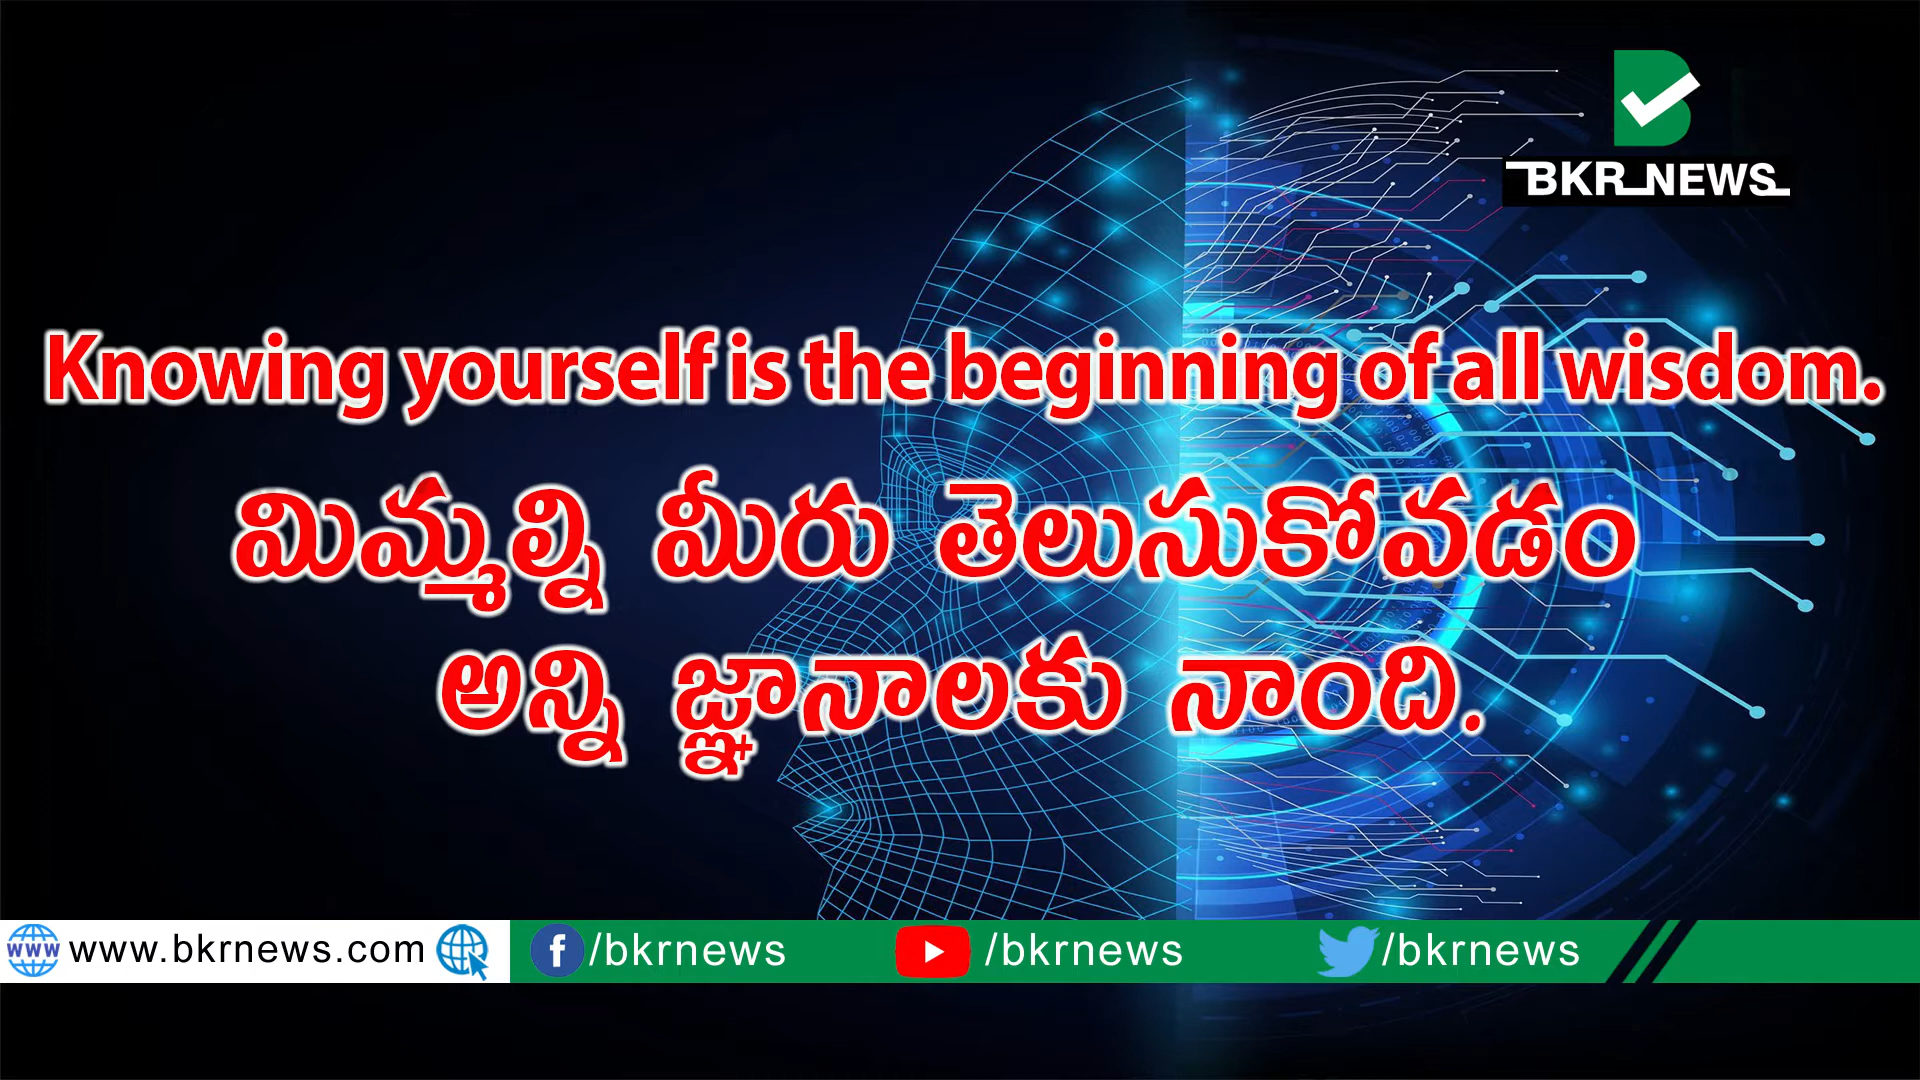 BKR NEWS
Knowing yourself is the beginning of all wisdom.
మిమ్మల్ని మీరు తెలుసుకోవడం
అన్ని జ్ఞానాలకు నాంది.
www www.bkrnews.com /bkrnews /bkrnews /bkrnews